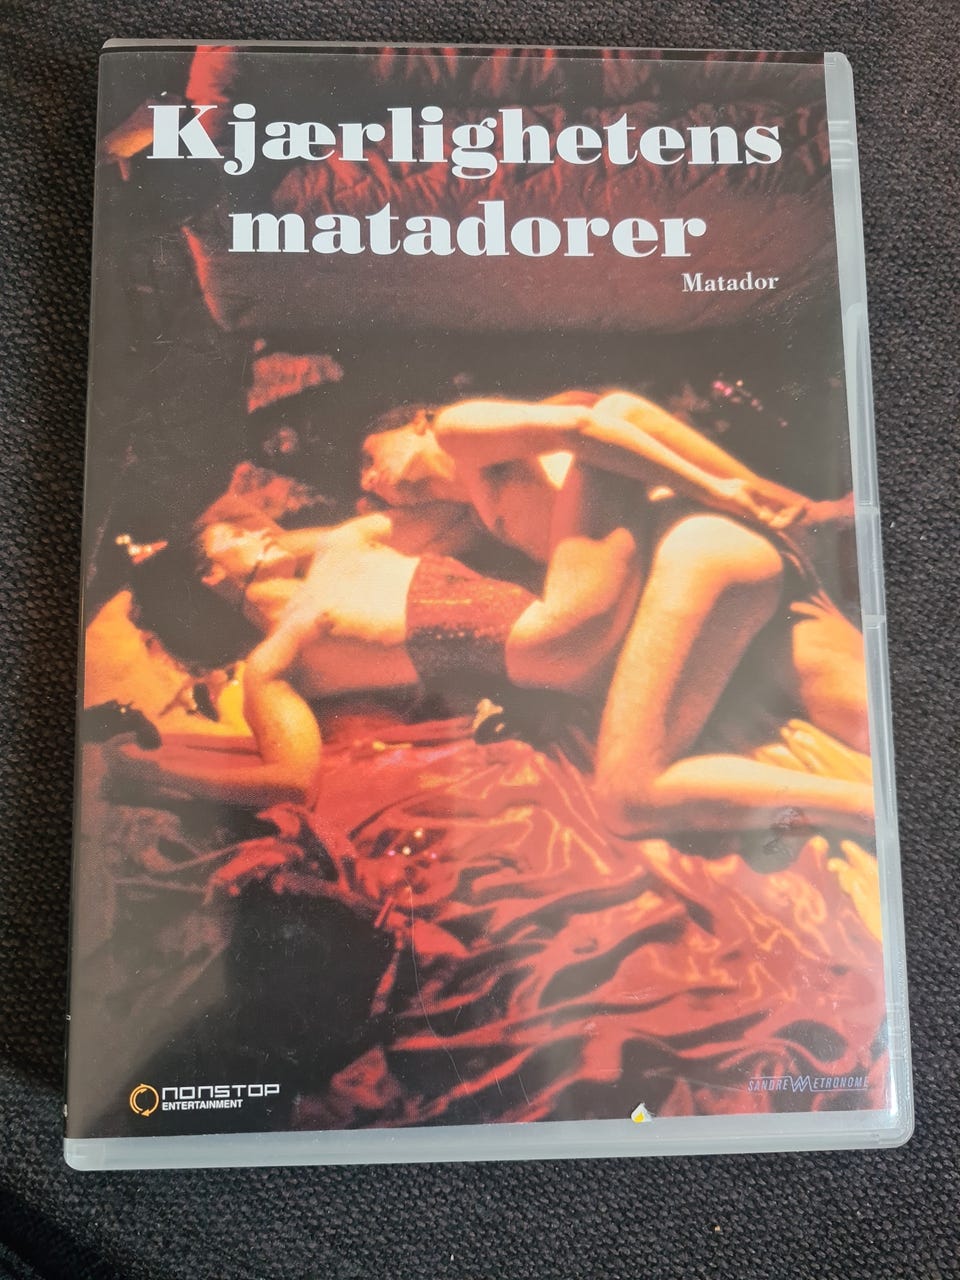 Kjærlighetens
matadorer
Matador
NONSTOP
ENTERTAINMENT
SANDREW METRONOME